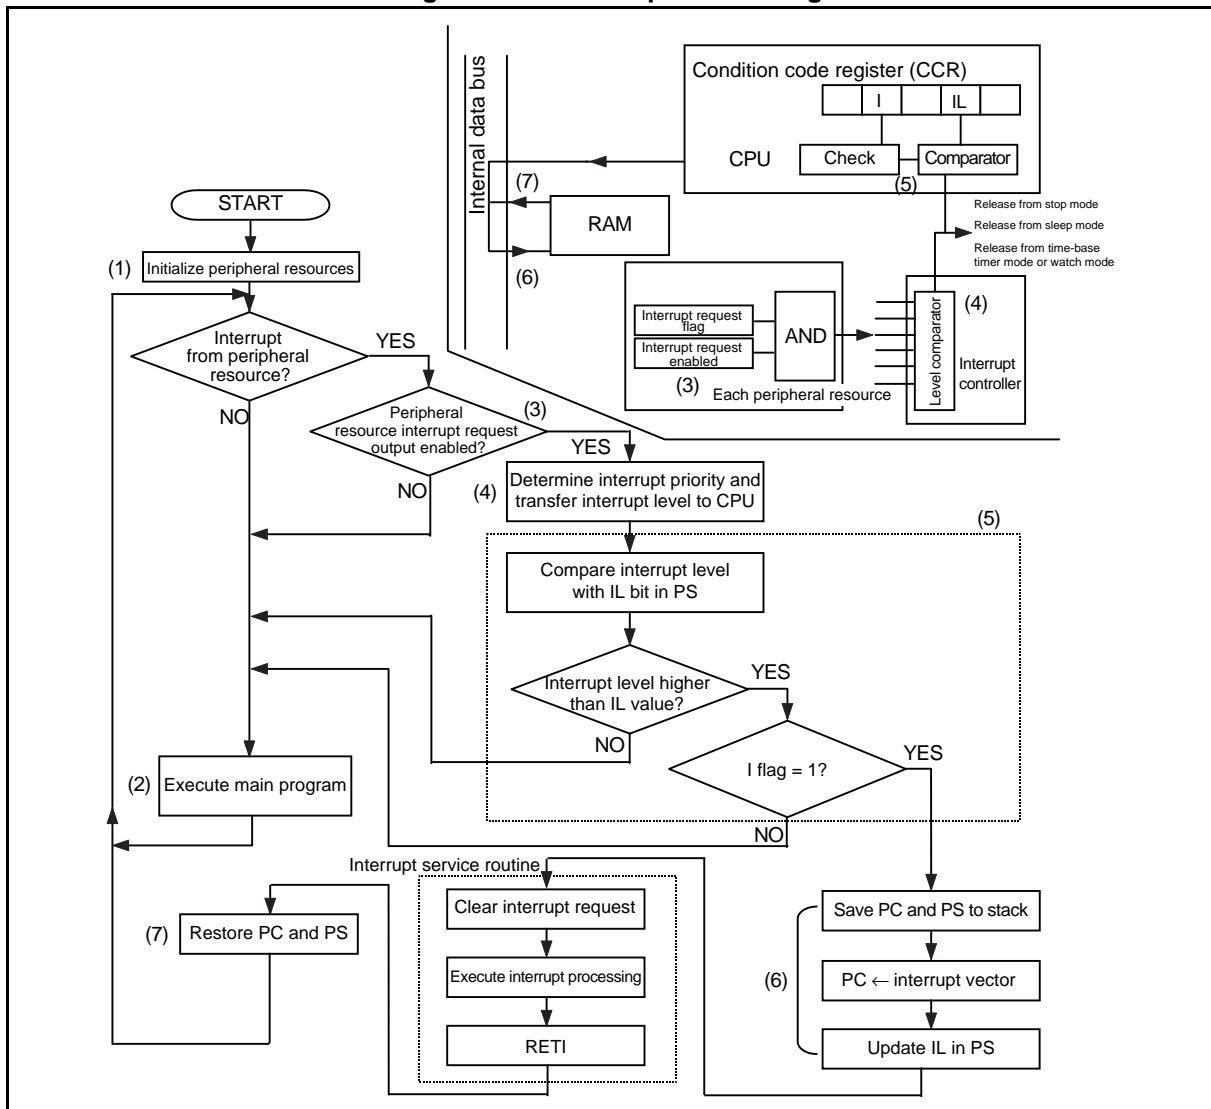 Internal data bus
Condition code register (CCR)
I
IL
CPU
Check
Comparator
(5)
(7)
RAM
(6)
Release from stop mode
Release from sleep mode
Release from time-base
timer mode or watch mode
START
(1)
Initialize peripheral resources
Interrupt request
flag
Interrupt request
enabled
AND
(3)
Each peripheral resource
Level comparator
(4)
Interrupt
controller
Interrupt
from peripheral
resource?
YES
NO
Peripheral
resource interrupt request
output enabled?
(3)
YES
NO
(4)
Determine interrupt priority and
transfer interrupt level to CPU
(5)
Compare interrupt level
with IL bit in PS
Interrupt level higher
than IL value?
YES
NO
I flag = 1?
YES
NO
(2)
Execute main program
Interrupt service routine
Clear interrupt request
Execute interrupt processing
RETI
(7)
Restore PC and PS
Save PC and PS to stack
(6)
PC ← interrupt vector
Update IL in PS